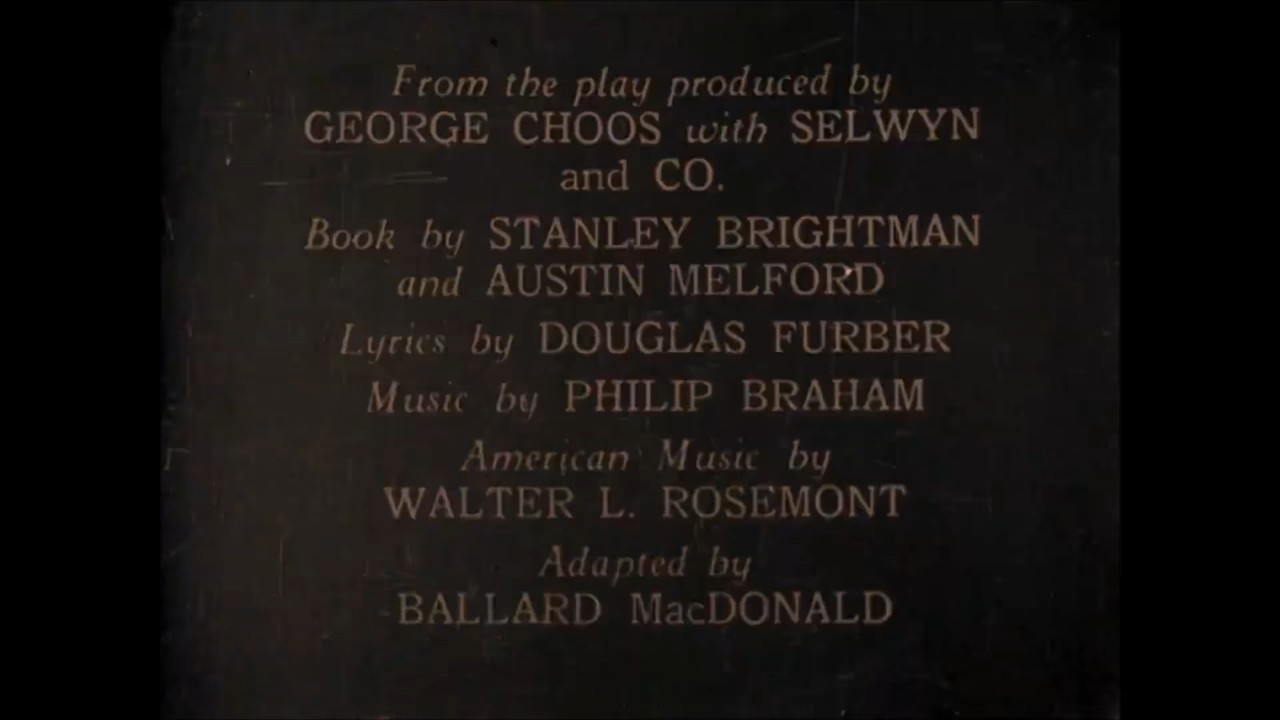 From the play produced by
GEORGE CHOOS with SELWYN
and CO.
Book by STANLEY BRIGHTMAN
and AUSTIN MELFORD
Lyrics by DOUGLAS FURBER
Music by PHILIP BRAHAM
American Music by
WALTER L. ROSEMONT
Adapted by
BALLARD MacDONALD